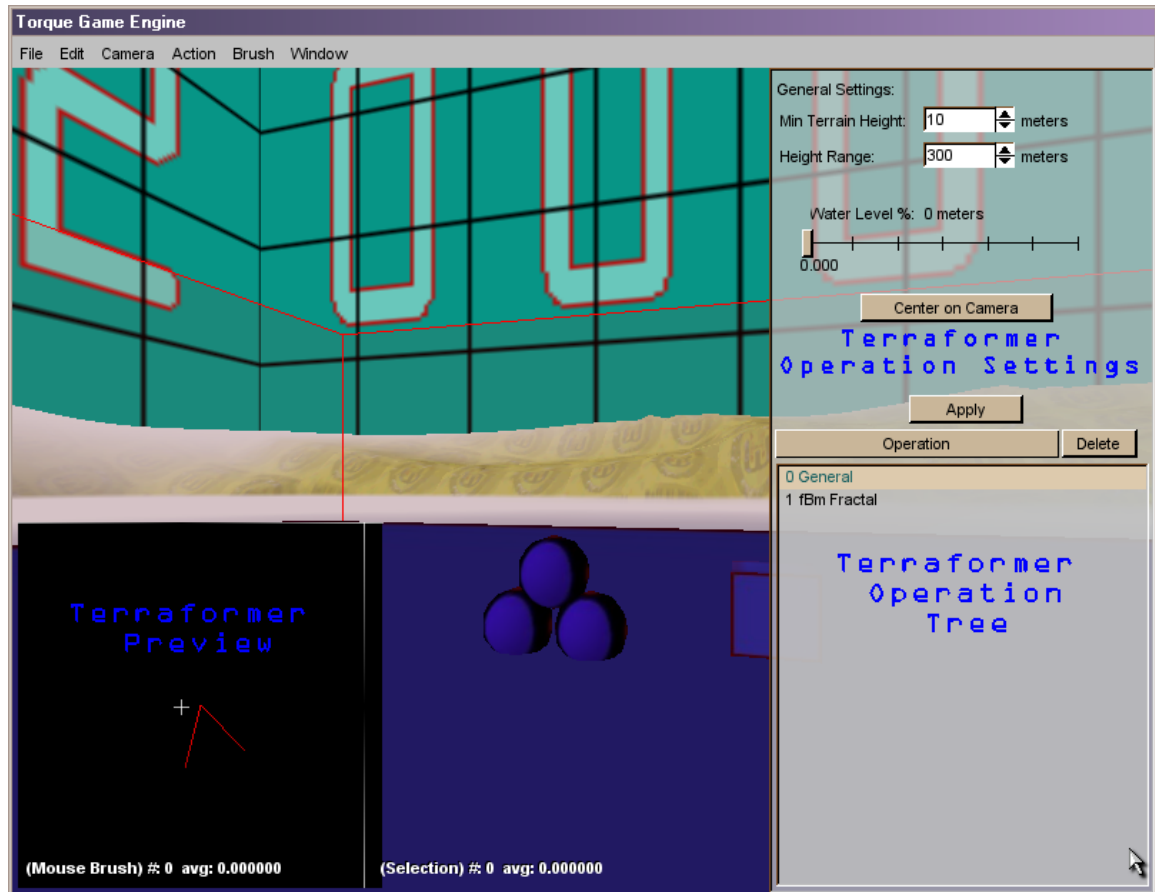 Torque Game Engine
File Edit Camera Action Brush Window
200
General Settings:
Min Terrain Height: 10 meters
Height Range: 300 meters
Water Level %: 0 meters
0.000
Center on Camera
Terraformer
Operation Settings
Apply
Operation Delete
0 General
1 fBm Fractal
Terraformer
Operation
Tree
Terraformer
Preview
(Mouse Brush) #: 0 avg: 0.000000
(Selection) #: 0 avg: 0.000000